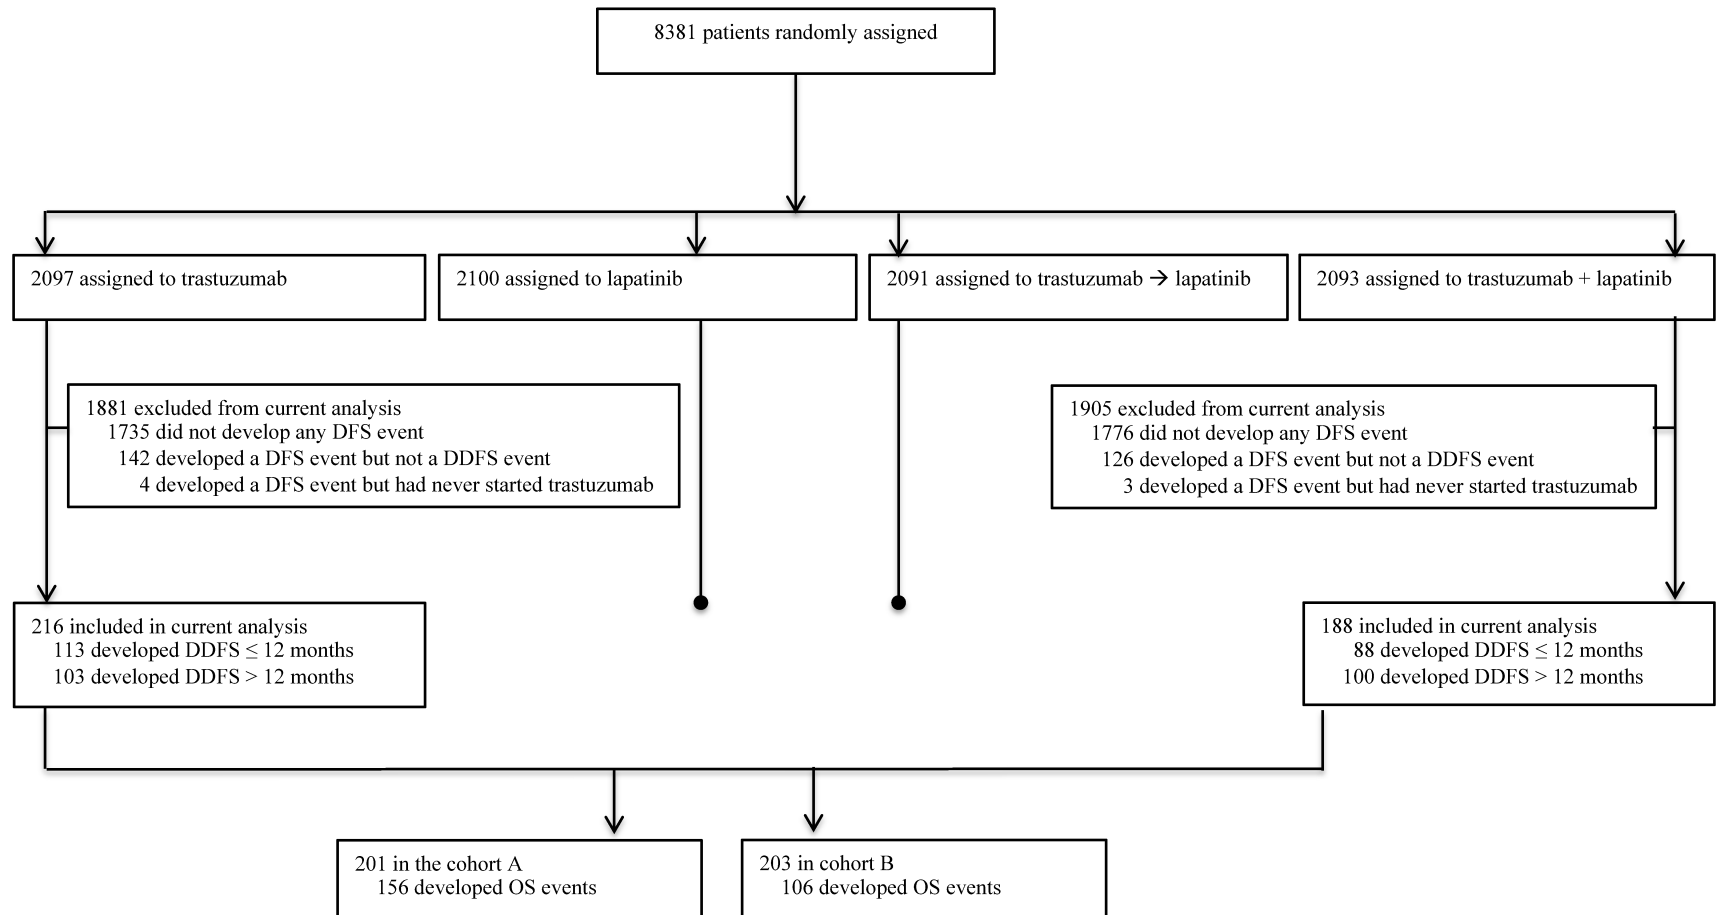 8381 patients randomly assigned
2097 assigned to trastuzumab
2100 assigned to lapatinib
2091 assigned to trastuzumab → lapatinib
2093 assigned to trastuzumab + lapatinib
1881 excluded from current analysis
1735 did not develop any DFS event
142 developed a DFS event but not a DDFS event
4 developed a DFS event but had never started trastuzumab
1905 excluded from current analysis
1776 did not develop any DFS event
126 developed a DFS event but not a DDFS event
3 developed a DFS event but had never started trastuzumab
216 included in current analysis
113 developed DDFS ≤ 12 months
103 developed DDFS > 12 months
188 included in current analysis
88 developed DDFS ≤ 12 months
100 developed DDFS > 12 months
201 in the cohort A
156 developed OS events
203 in cohort B
106 developed OS events